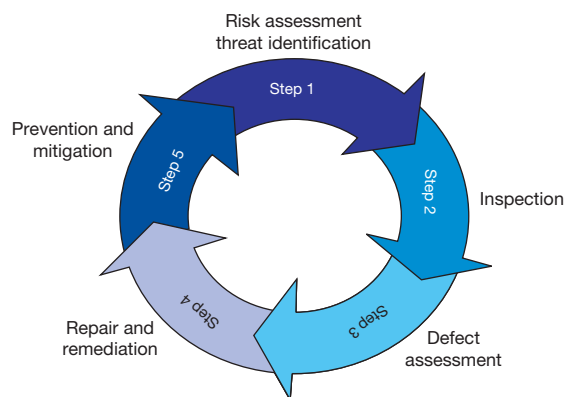 Risk assessment
threat identification
Step 1
Step 2
Inspection
Step 3
Defect
assessment
Step 4
Repair and
remediation
Step 5
Prevention and
mitigation